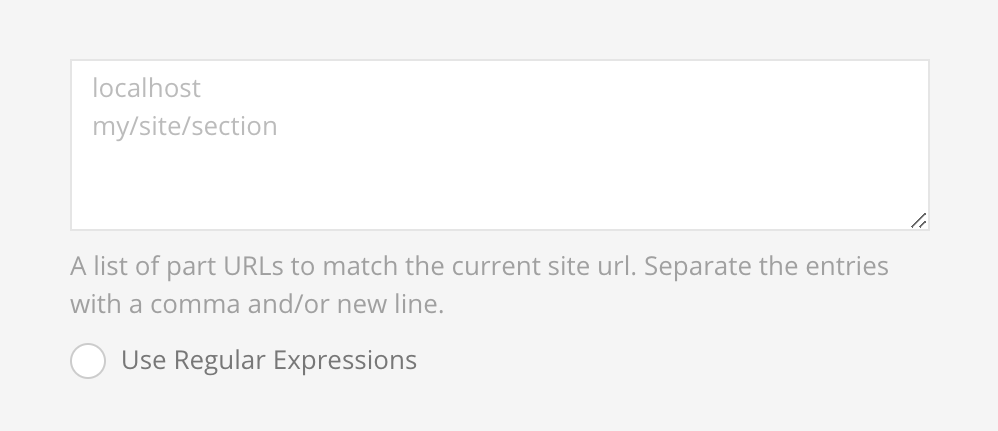 localhost
my/site/section
A list of part URLs to match the current site url. Separate the entries
with a comma and/or new line.
Use Regular Expressions